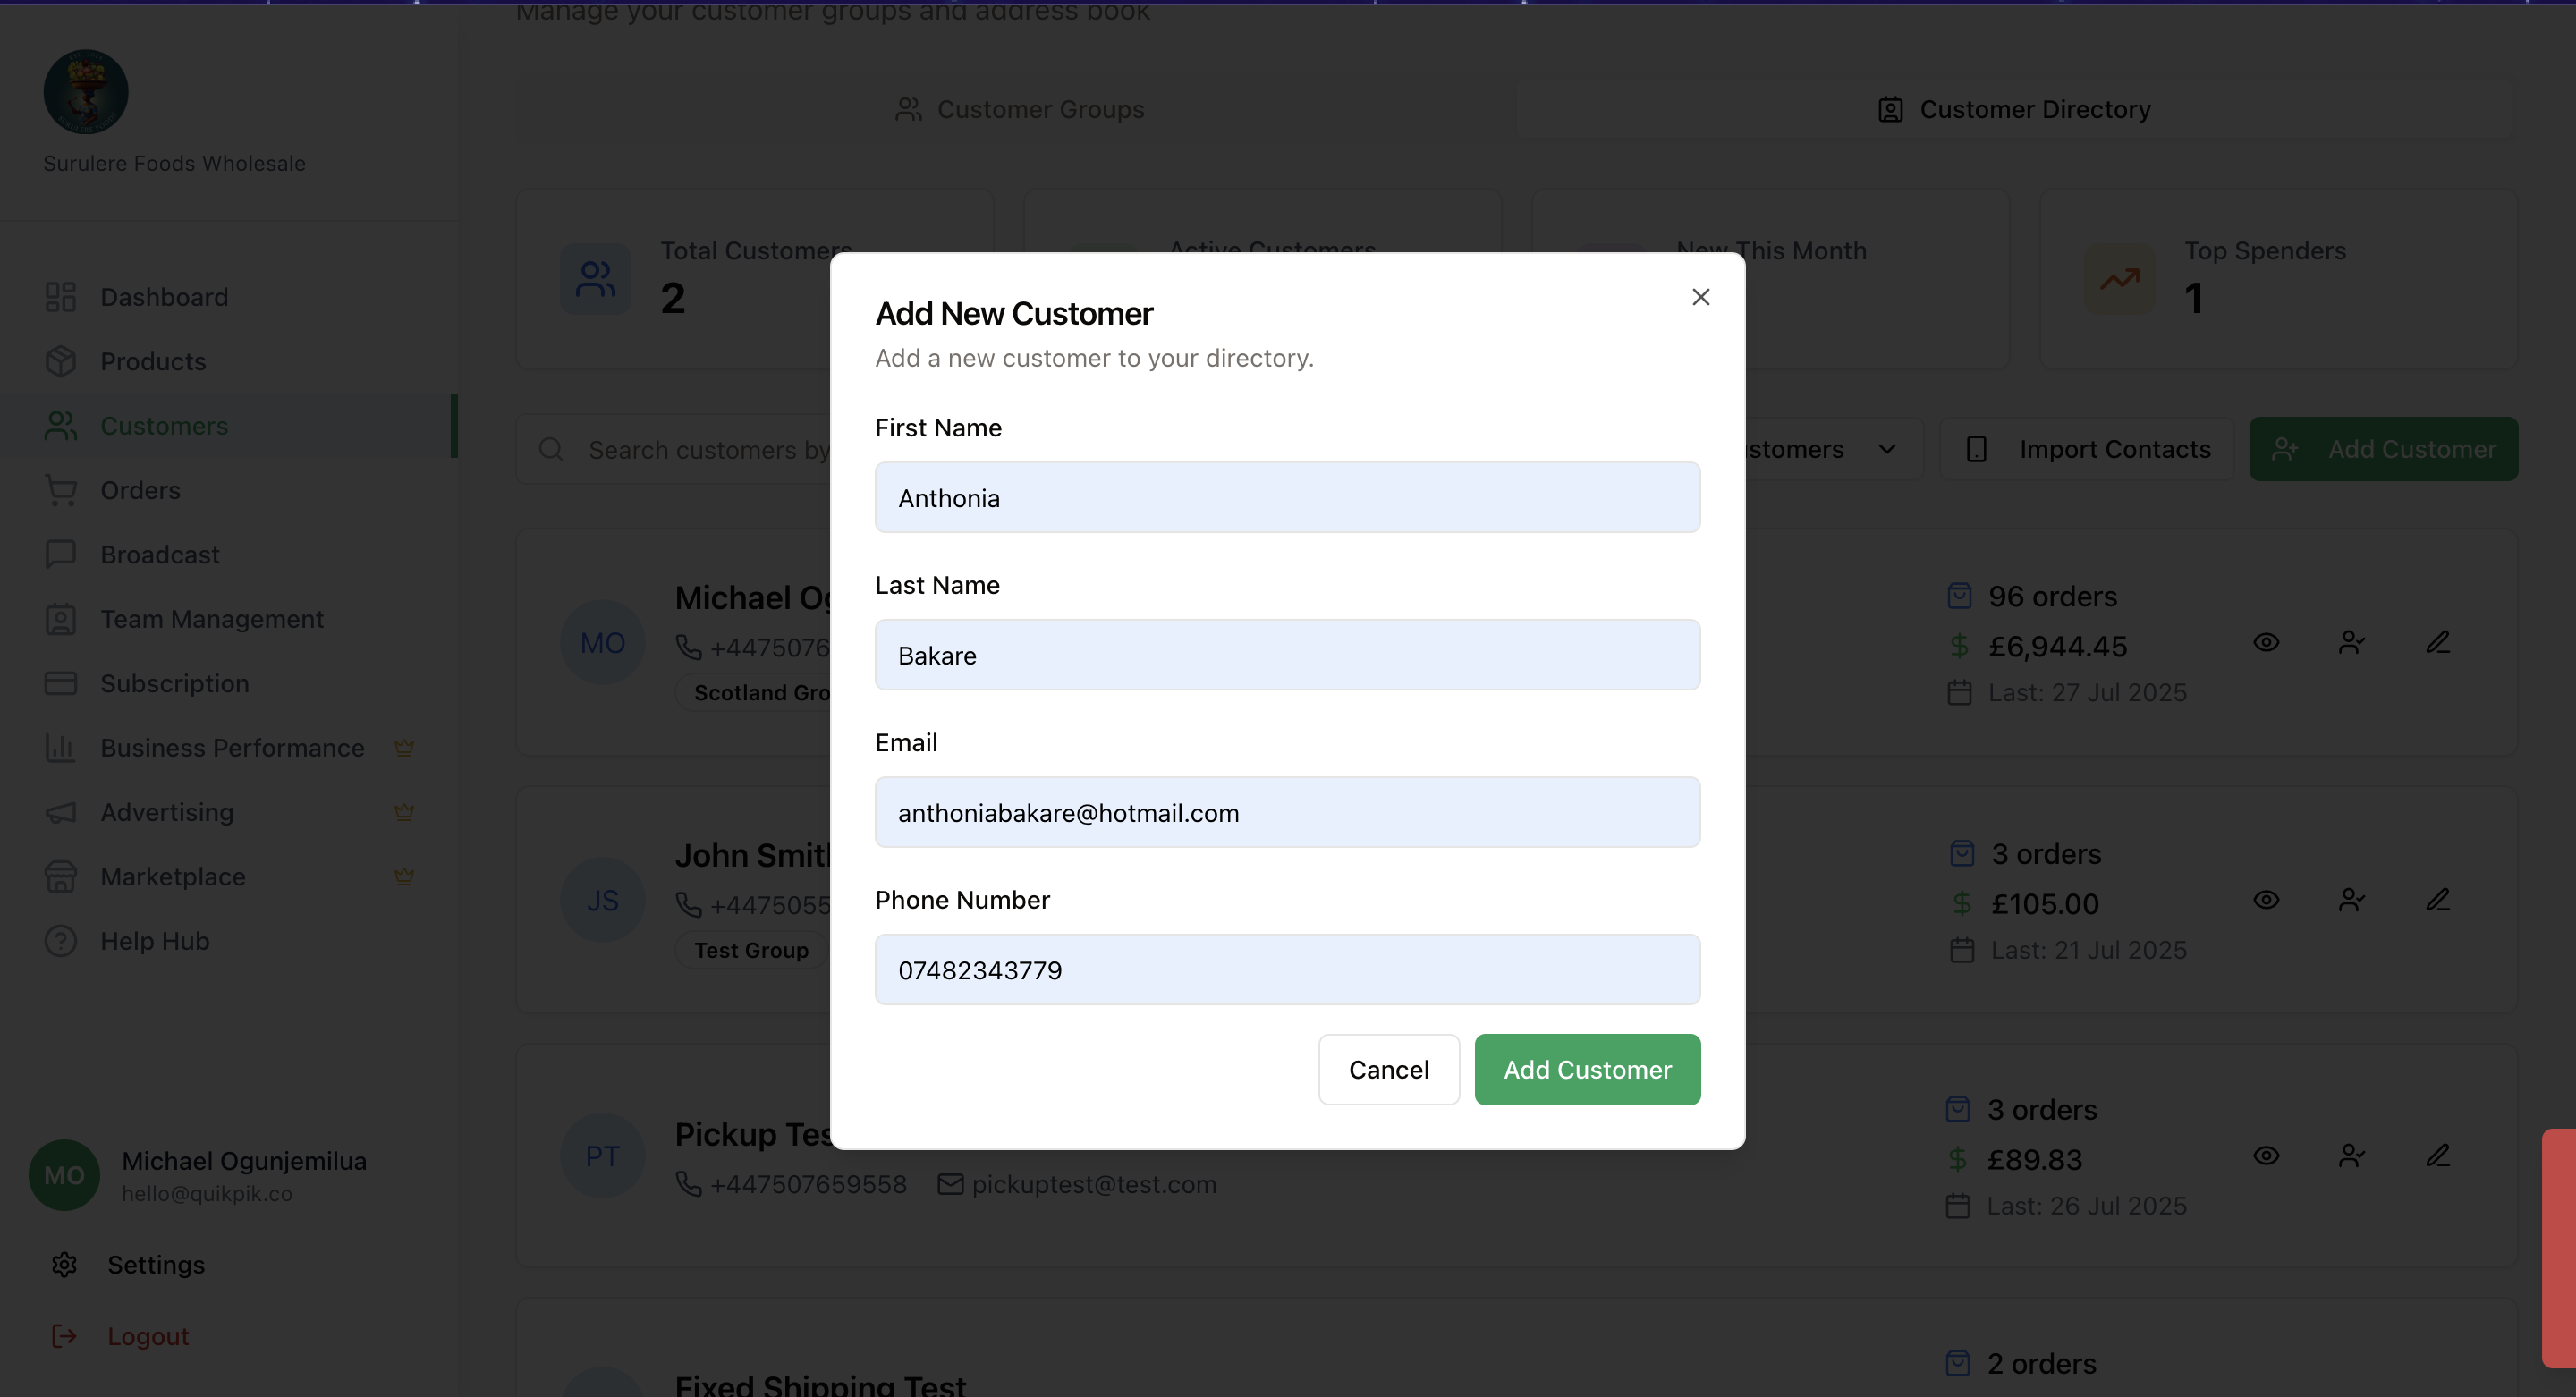 Manage your customer groups and address book
Surulere Foods Wholesale
Dashboard
Products
Customers
Orders
Broadcast
Team Management
Subscription
Business Performance
Advertising
Marketplace
Help Hub
MO
Michael Ogunjemilua
hello@quikpik.co
Settings
Logout
Customer Groups
Customer Directory
Total Customers
2
Active Customers
New This Month
Top Spenders
1
Search customers by
Import Contacts
Add Customer
Add New Customer
Add a new customer to your directory.
First Name
Anthonia
Last Name
Bakare
Email
anthoniabakare@hotmail.com
Phone Number
07482343779
Cancel
Add Customer
MO
Michael
+4475076
Scotland
96 orders
£6,944.45
Last: 27 Jul 2025
JS
John Smith
+4475055
Test Group
3 orders
£105.00
Last: 21 Jul 2025
PT
Pickup
+447507659558
pickuptest@test.com
3 orders
£89.83
Last: 26 Jul 2025
Fixed Shipping Test
2 orders